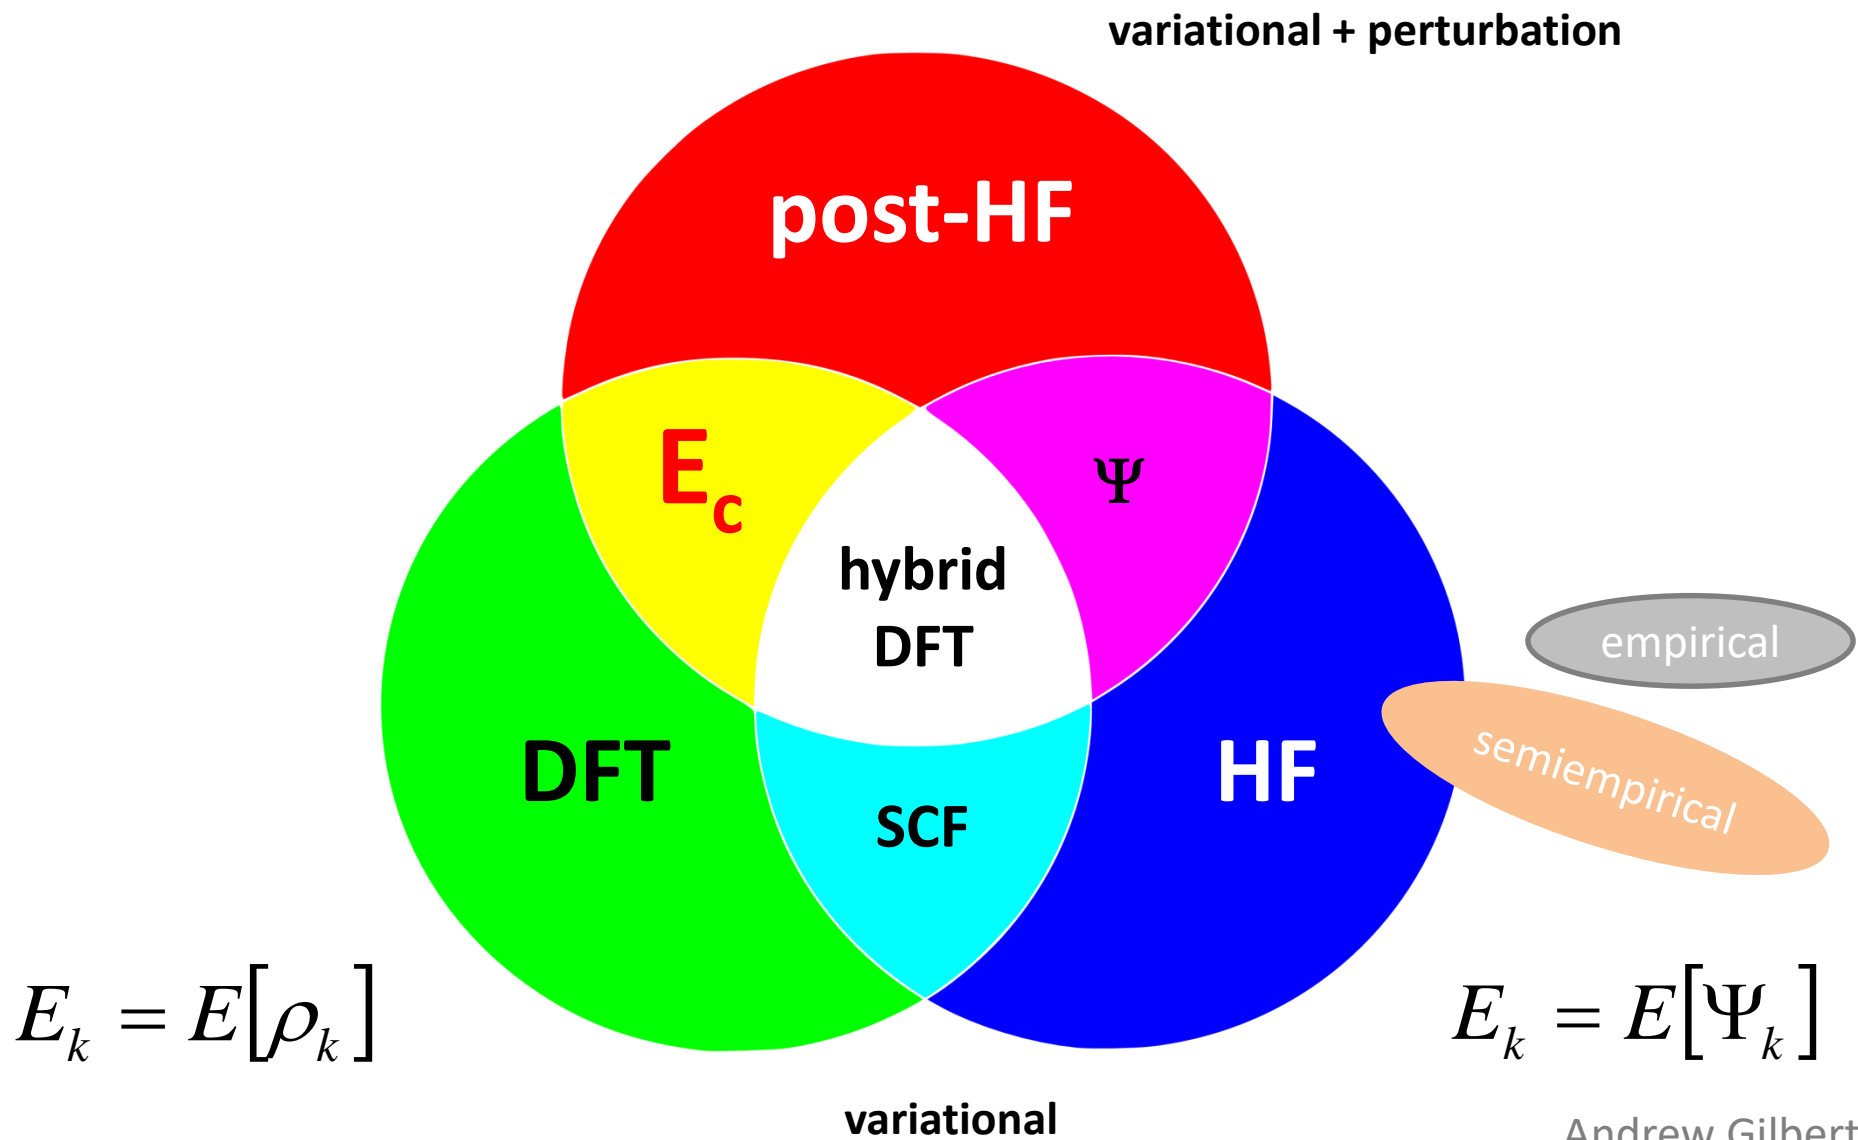 variational + perturbation
post-HF
E_c
Ψ
hybrid
DFT
empirical
semiempirical
DFT
HF
SCF
E_k = E[ρ_k]
E_k = E[Ψ_k]
variational
Andrew Gilbert